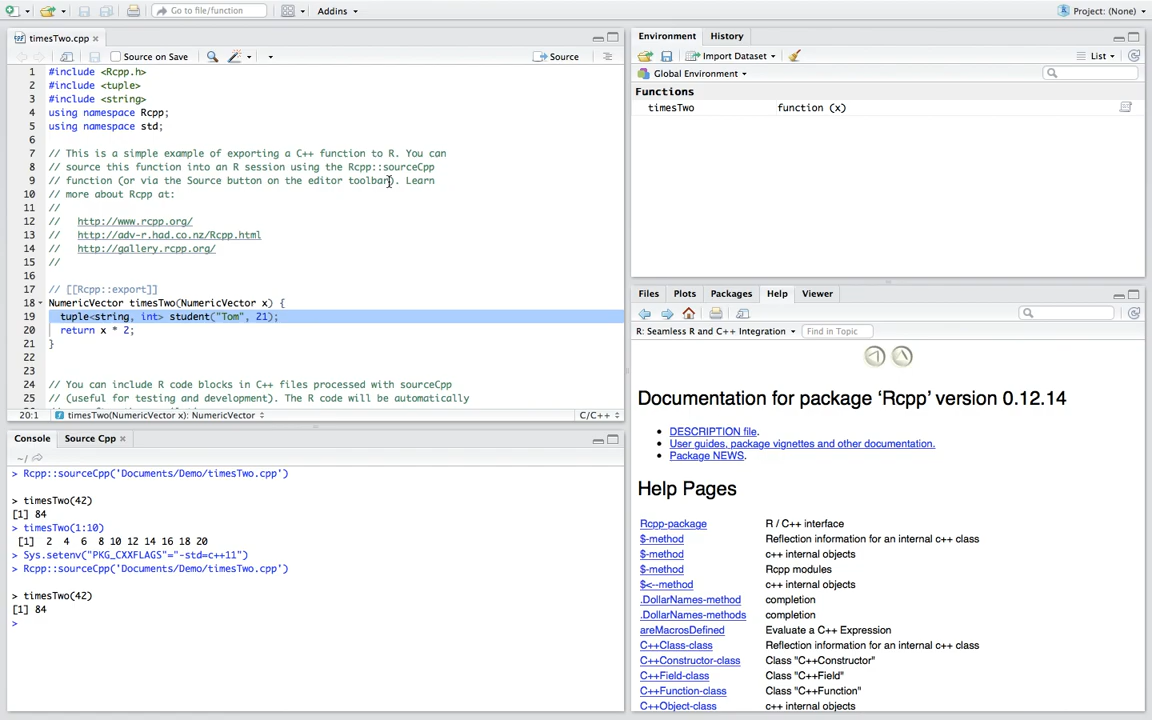 Go to file/function
Addins
Project: (None)
timesTwo.cpp
Source on Save
Source
1 #include <Rcpp.h>
2 #include <tuple>
3 #include <string>
4 using namespace Rcpp;
5 using namespace std;
6
7 // This is a simple example of exporting a C++ function to R. You can
8 // source this function into an R session using the Rcpp::sourceCpp
9 // function (or via the Source button on the editor toolbar). Learn
10 // more about Rcpp at:
11 //
12 //   http://www.rcpp.org/
13 //   http://adv-r.had.co.nz/Rcpp.html
14 //   http://gallery.rcpp.org/
15 //
16
17 // [[Rcpp::export]]
18 NumericVector timesTwo(NumericVector x) {
19   tuple<string, int> student("Tom", 21);
20   return x * 2;
21 }
22
23
24 // You can include R code blocks in C++ files processed with sourceCpp
25 // (useful for testing and development). The R code will be automatically
20:1 timesTwo(NumericVector x): NumericVector C/C++
Console Source Cpp
~/
> Rcpp::sourceCpp('Documents/Demo/timesTwo.cpp')
> timesTwo(42)
[1] 84
> timesTwo(1:10)
[1]  2  4  6  8 10 12 14 16 18 20
> Sys.setenv("PKG_CXXFLAGS"="-std=c++11")
> Rcpp::sourceCpp('Documents/Demo/timesTwo.cpp')
> timesTwo(42)
[1] 84
>
Environment History
Import Dataset List
Global Environment
Functions
timesTwo function (x)
Files Plots Packages Help Viewer
R: Seamless R and C++ Integration Find in Topic
Documentation for package ‘Rcpp’ version 0.12.14
• DESCRIPTION file.
• User guides, package vignettes and other documentation.
• Package NEWS.
Help Pages
Rcpp-package R / C++ interface
$-method Reflection information for an internal c++ class
$-method c++ internal objects
$-method Rcpp modules
$<--method c++ internal objects
.DollarNames-method completion
.DollarNames-methods completion
areMacrosDefined Evaluate a C++ Expression
C++Class-class Reflection information for an internal c++ class
C++Constructor-class Class "C++Constructor"
C++Field-class Class "C++Field"
C++Function-class Class "C++Function"
C++Object-class c++ internal objects